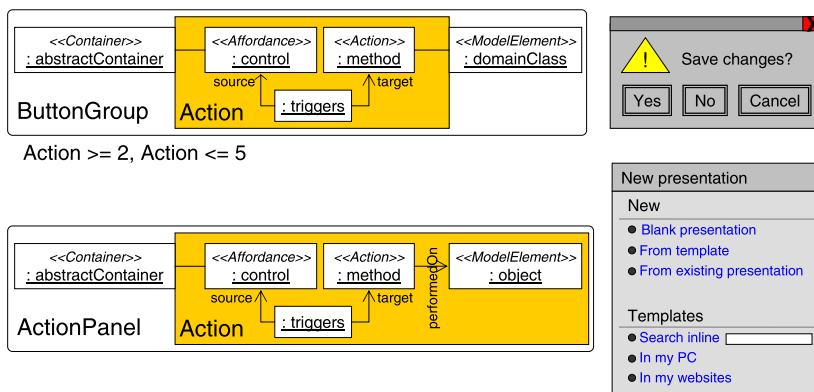 <<Container>> <<Affordance>> <<Action>> <<ModelElement>>
: abstractContainer : control : method : domainClass
source target
: triggers
ButtonGroup Action
Action >= 2, Action <= 5
! Save changes?
Yes No Cancel
<<Container>> <<Affordance>> <<Action>> performedOn <<ModelElement>>
: abstractContainer : control : method : object
source target
: triggers
ActionPanel Action
New presentation
New
Blank presentation
From template
From existing presentation
Templates
Search inline
In my PC
In my websites